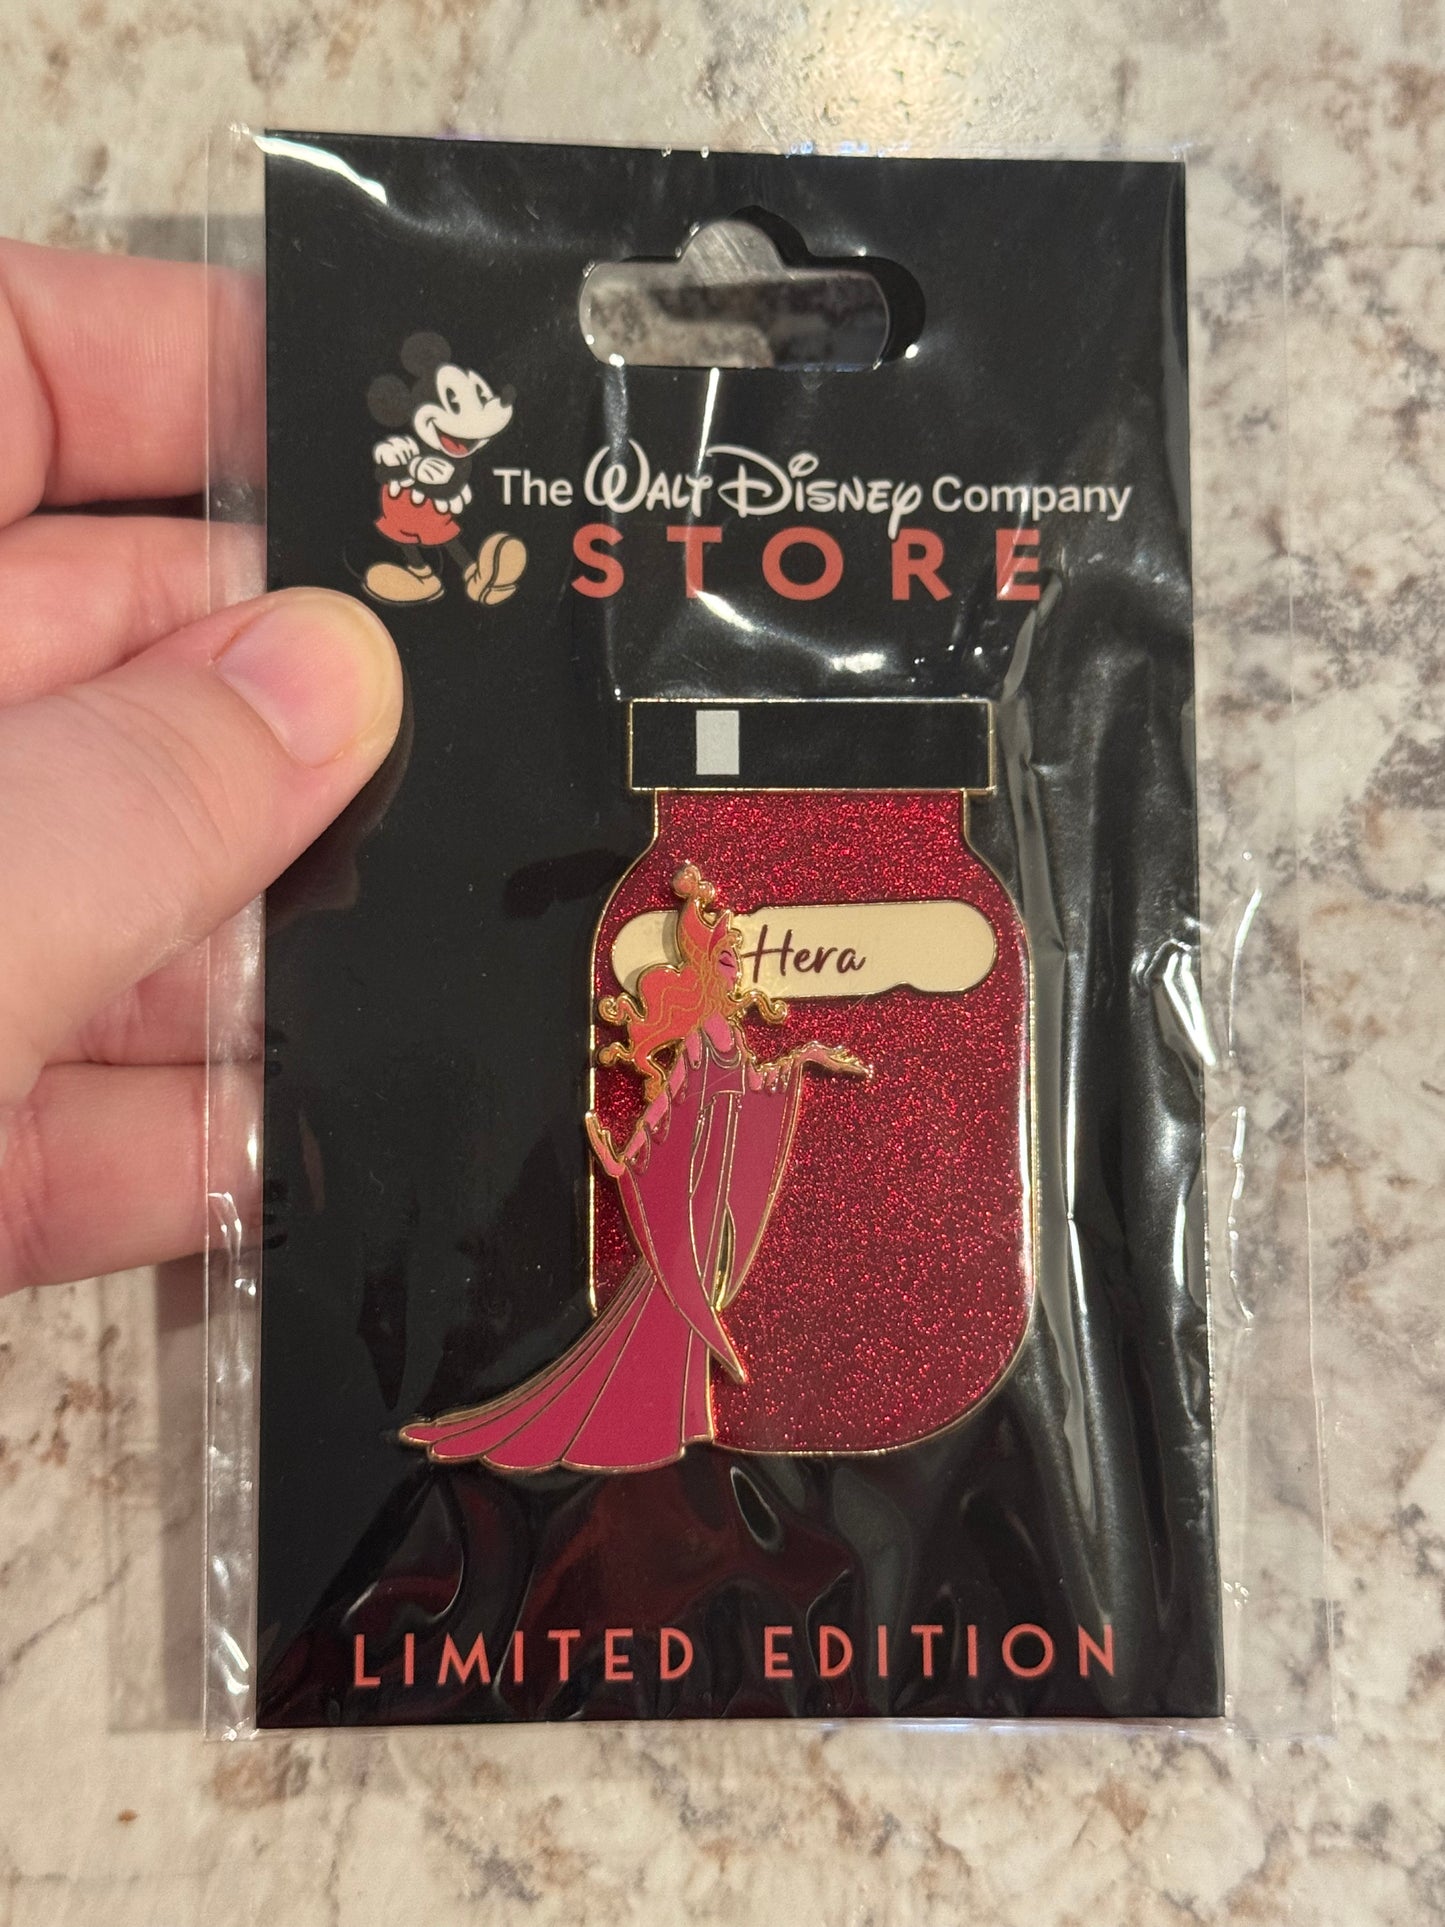 The WALT DISNEY Company
STORE
Hera
LIMITED EDITION